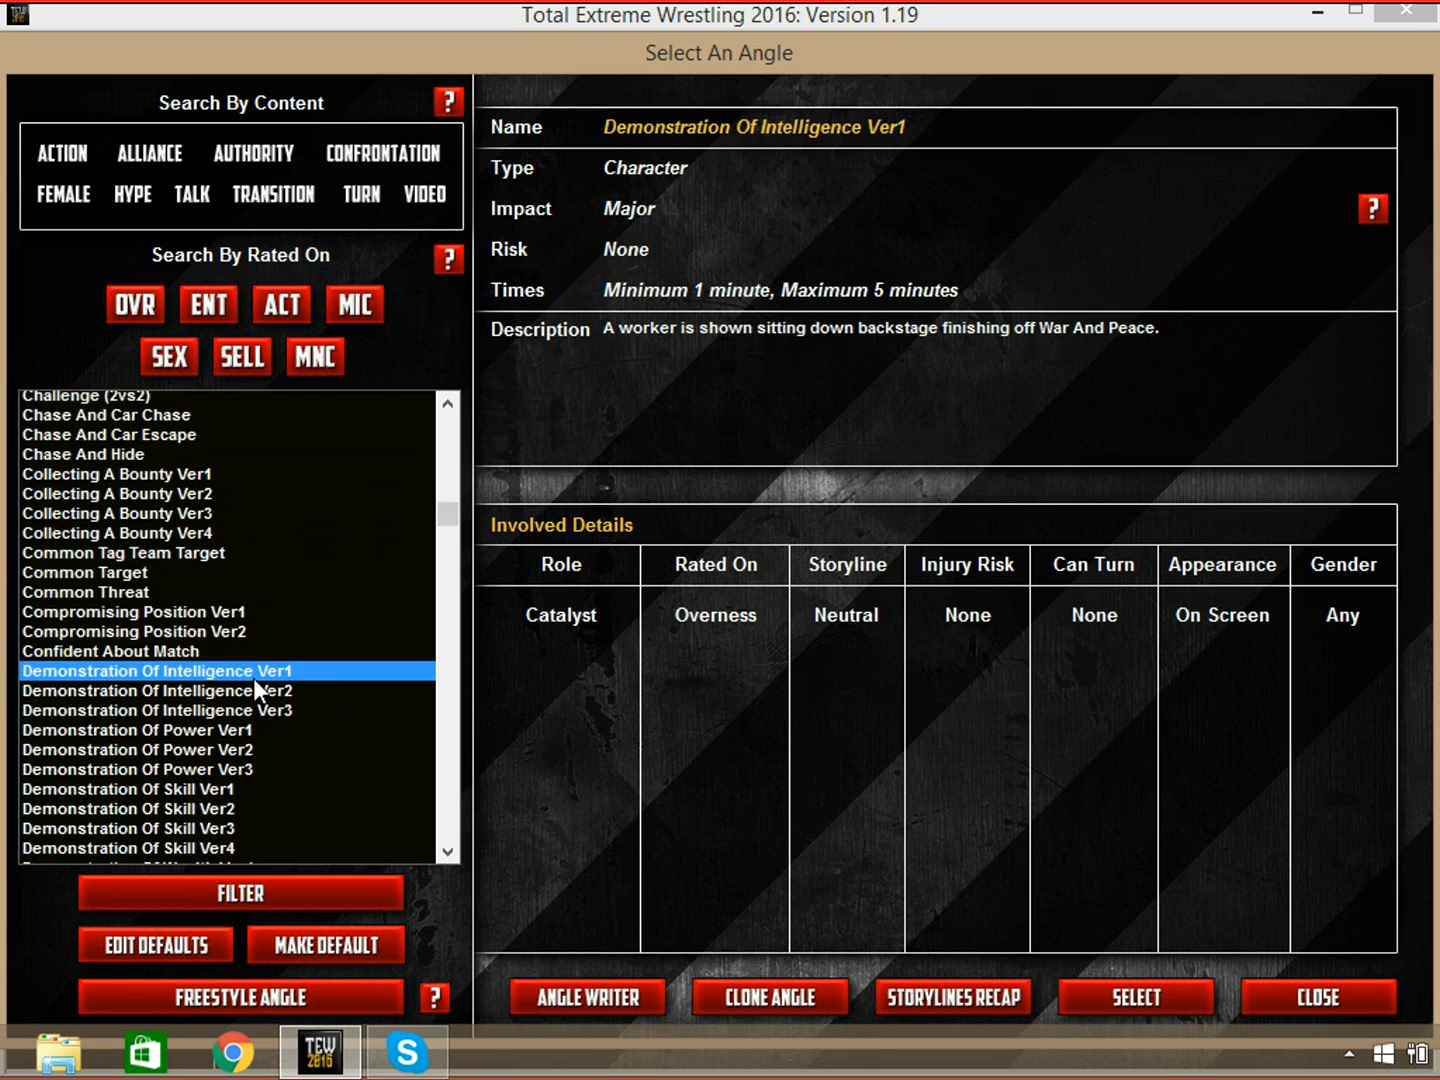 Total Extreme Wrestling 2016: Version 1.19
Select An Angle
Search By Content
?
ACTION ALLIANCE AUTHORITY CONFRONTATION
FEMALE HYPE TALK TRANSITION TURN VIDEO
Search By Rated On
?
OVR ENT ACT MIC
SEX SELL MNC
Challenge (2vs2)
Chase And Car Chase
Chase And Car Escape
Chase And Hide
Collecting A Bounty Ver1
Collecting A Bounty Ver2
Collecting A Bounty Ver3
Collecting A Bounty Ver4
Common Tag Team Target
Common Target
Common Threat
Compromising Position Ver1
Compromising Position Ver2
Confident About Match
Demonstration Of Intelligence Ver1
Demonstration Of Intelligence Ver2
Demonstration Of Intelligence Ver3
Demonstration Of Power Ver1
Demonstration Of Power Ver2
Demonstration Of Power Ver3
Demonstration Of Skill Ver1
Demonstration Of Skill Ver2
Demonstration Of Skill Ver3
Demonstration Of Skill Ver4
FILTER
EDIT DEFAULTS MAKE DEFAULT
FREESTYLE ANGLE ?
Name Demonstration Of Intelligence Ver1
Type Character
Impact Major
?
Risk None
Times Minimum 1 minute, Maximum 5 minutes
Description A worker is shown sitting down backstage finishing off War And Peace.
Involved Details
Role Rated On Storyline Injury Risk Can Turn Appearance Gender
Catalyst Overness Neutral None None On Screen Any
ANGLE WRITER CLONE ANGLE STORYLINES RECAP SELECT CLOSE
TEW
2016
S